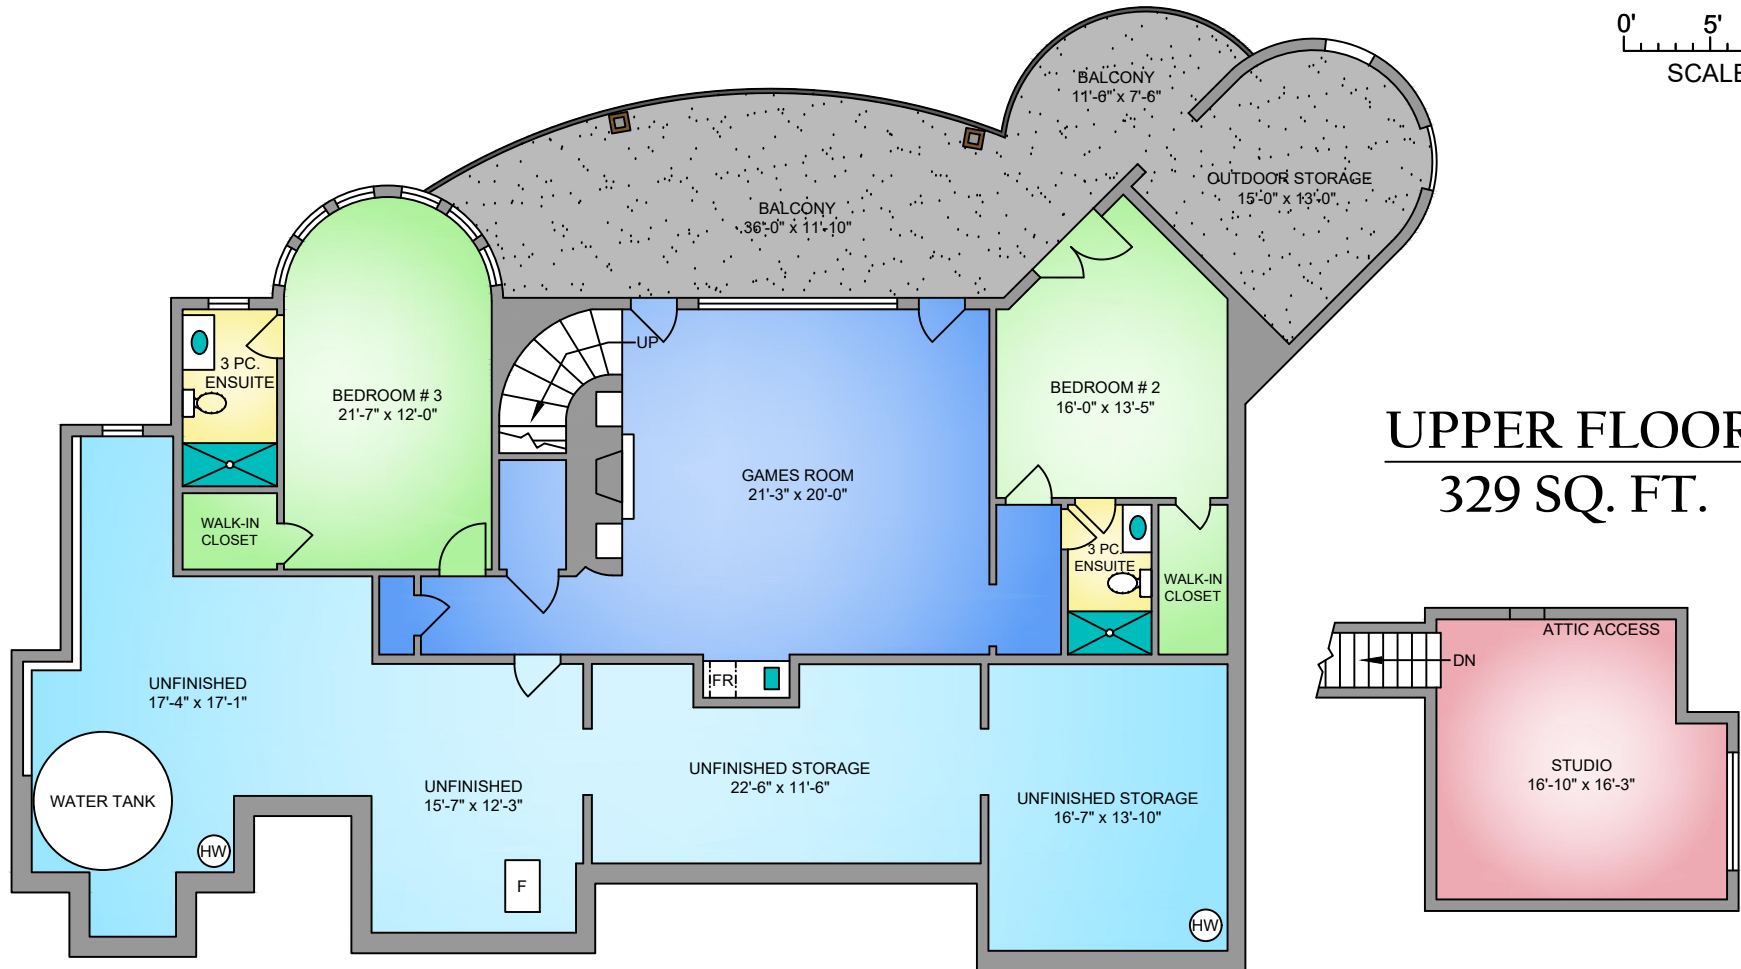 0' 5'
SCALE
BALCONY
11'-6" x 7'-6"
OUTDOOR STORAGE
15'-0" x 13'-0"
BALCONY
36'-0" x 11'-10"
UP
3 PC.
ENSUITE
BEDROOM # 3
21'-7" x 12'-0"
BEDROOM # 2
16'-0" x 13'-5"
UPPER FLOOR
329 SQ. FT.
GAMES ROOM
21'-3" x 20'-0"
WALK-IN
CLOSET
3 PC.
ENSUITE
WALK-IN
CLOSET
ATTIC ACCESS
DN
FR
UNFINISHED
17'-4" x 17'-1"
UNFINISHED
15'-7" x 12'-3"
UNFINISHED STORAGE
22'-6" x 11'-6"
UNFINISHED STORAGE
16'-7" x 13'-10"
STUDIO
16'-10" x 16'-3"
WATER TANK
HW
F
HW